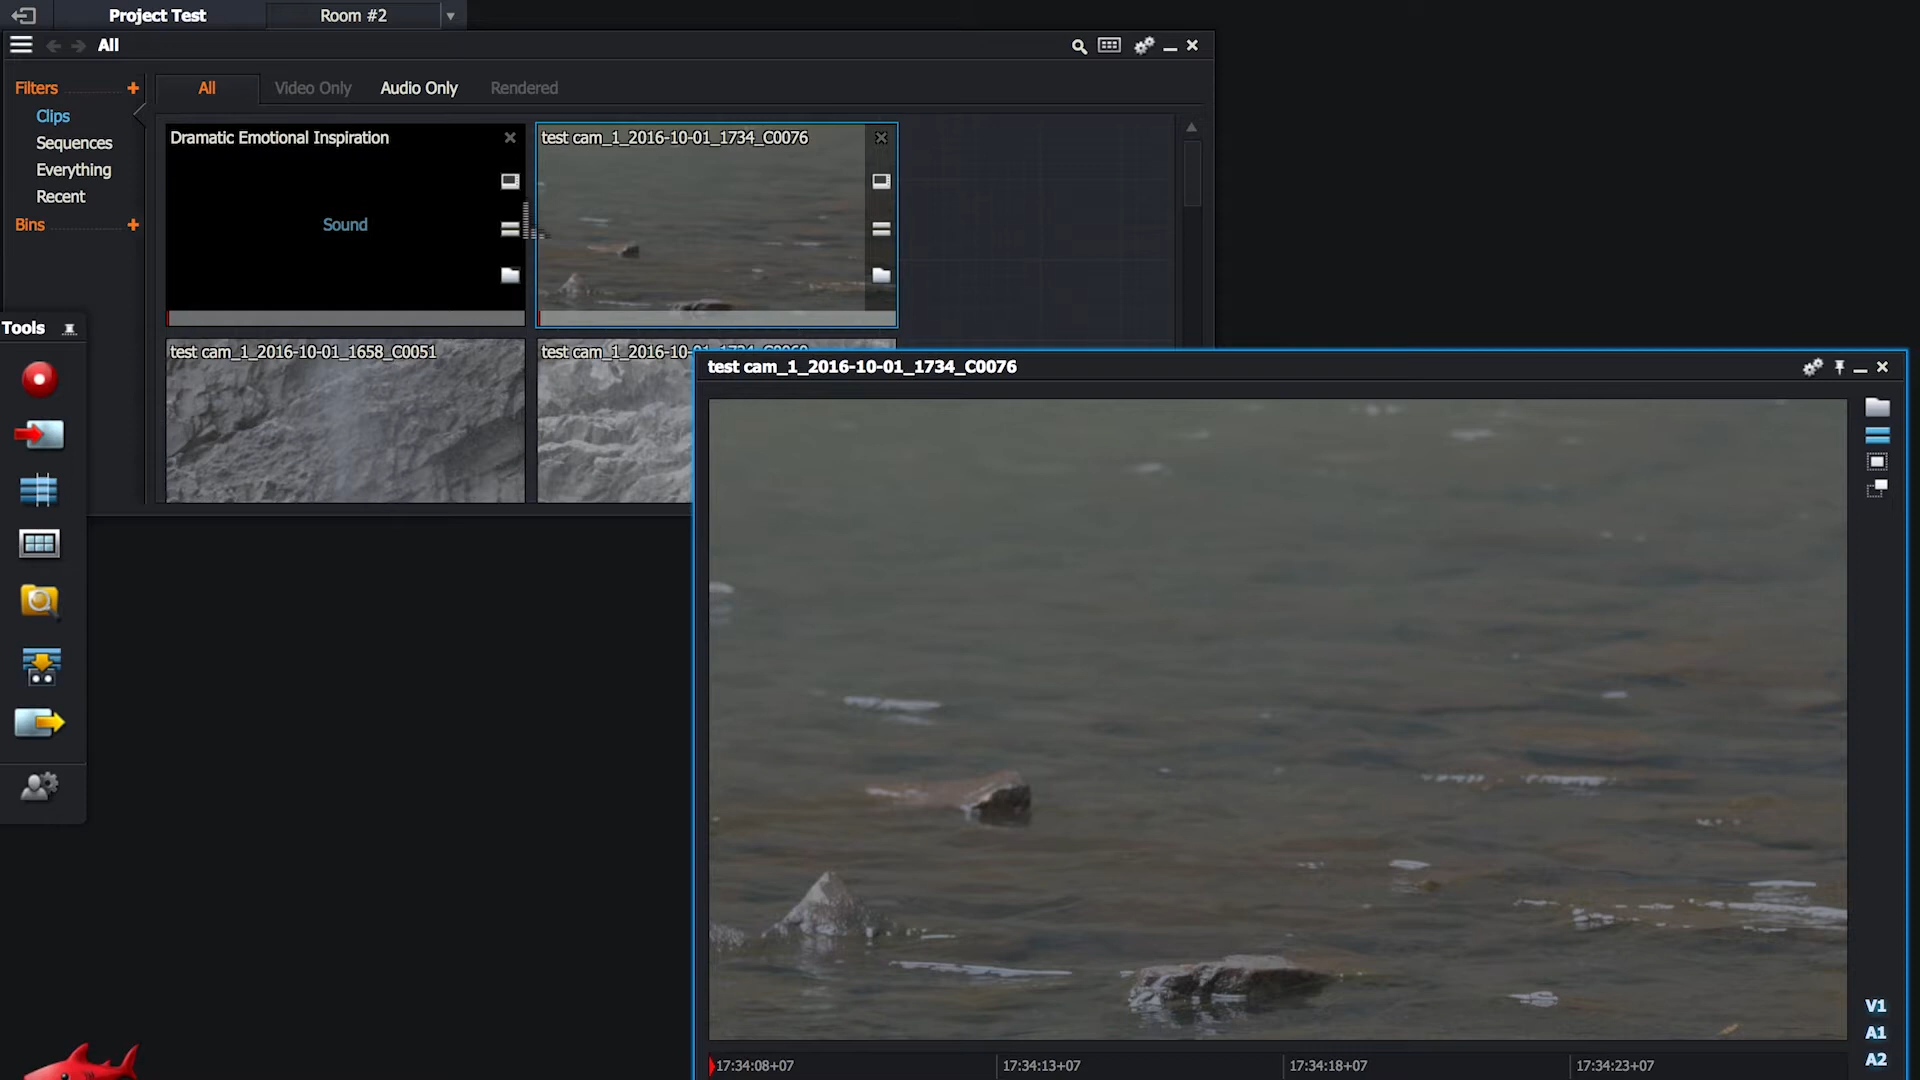 Project Test
Room #2
All
Filters
Clips
Sequences
Everything
Recent
Bins
All
Video Only
Audio Only
Rendered
Dramatic Emotional Inspiration
Sound
test cam_1_2016-10-01_1734_C0076
test cam_1_2016-10-01_1658_C0051
test cam_1_2016-10-
Tools
test cam_1_2016-10-01_1734_C0076
V1
A1
A2
17:34:08+07
17:34:13+07
17:34:18+07
17:34:23+07